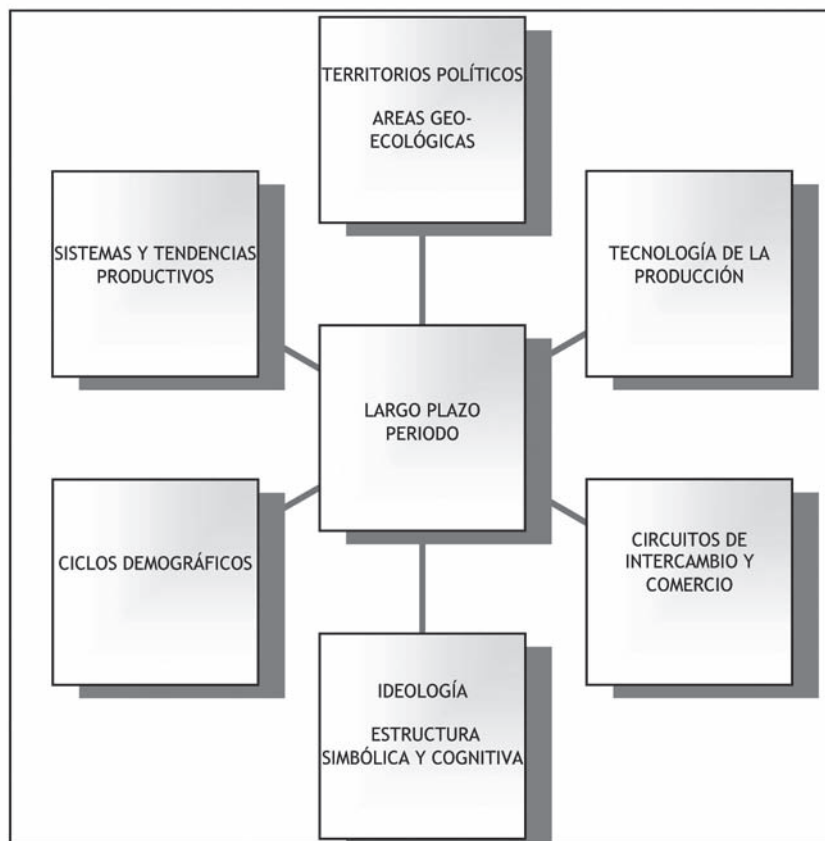 TERRITORIOS POLÍTICOS
AREAS GEO-
ECOLÓGICAS
SISTEMAS Y TENDENCIAS
PRODUCTIVOS
TECNOLOGÍA DE LA
PRODUCCIÓN
LARGO PLAZO
PERIODO
CICLOS DEMOGRÁFICOS
CIRCUITOS DE
INTERCAMBIO Y
COMERCIO
IDEOLOGÍA
ESTRUCTURA
SIMBÓLICA Y COGNITIVA